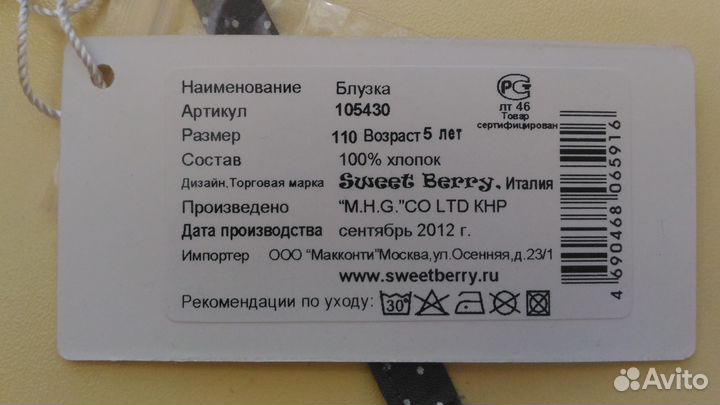 Наименование Блузка
Артикул 105430
Размер 110 Возраст 5 лет
Состав 100% хлопок
Дизайн.Торговая марка Sweet Berry. Италия
Произведено “M.H.G.”CO LTD КНР
Дата производства сентябрь 2012 г.
Импортер ООО “Макконти”Москва,ул.Осенняя,д.23/1
www.sweetberry.ru
Рекомендации по уходу: 30°
РСТ
лт 46
Товар
сертифицирован
4 690468 065916
Avito